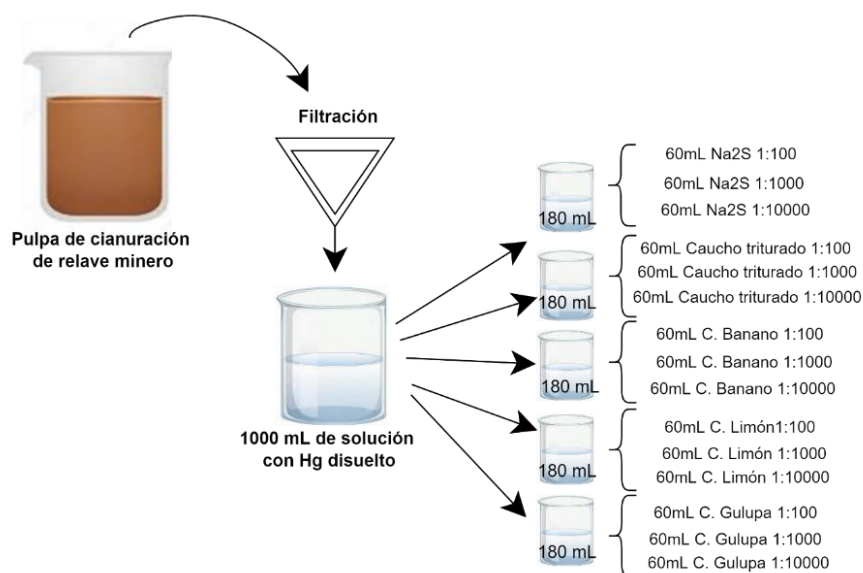 Filtración
Pulpa de cianuración
de relave minero
1000 mL de solución
con Hg disuelto
180 mL
60mL Na2S 1:100
60mL Na2S 1:1000
60mL Na2S 1:10000
180 mL
60mL Caucho triturado 1:100
60mL Caucho triturado 1:1000
60mL Caucho triturado 1:10000
180 mL
60mL C. Banano 1:100
60mL C. Banano 1:1000
60mL C. Banano 1:10000
180 mL
60mL C. Limón1:100
60mL C. Limón 1:1000
60mL C. Limón 1:10000
180 mL
60mL C. Gulupa 1:100
60mL C. Gulupa 1:1000
60mL C. Gulupa 1:10000